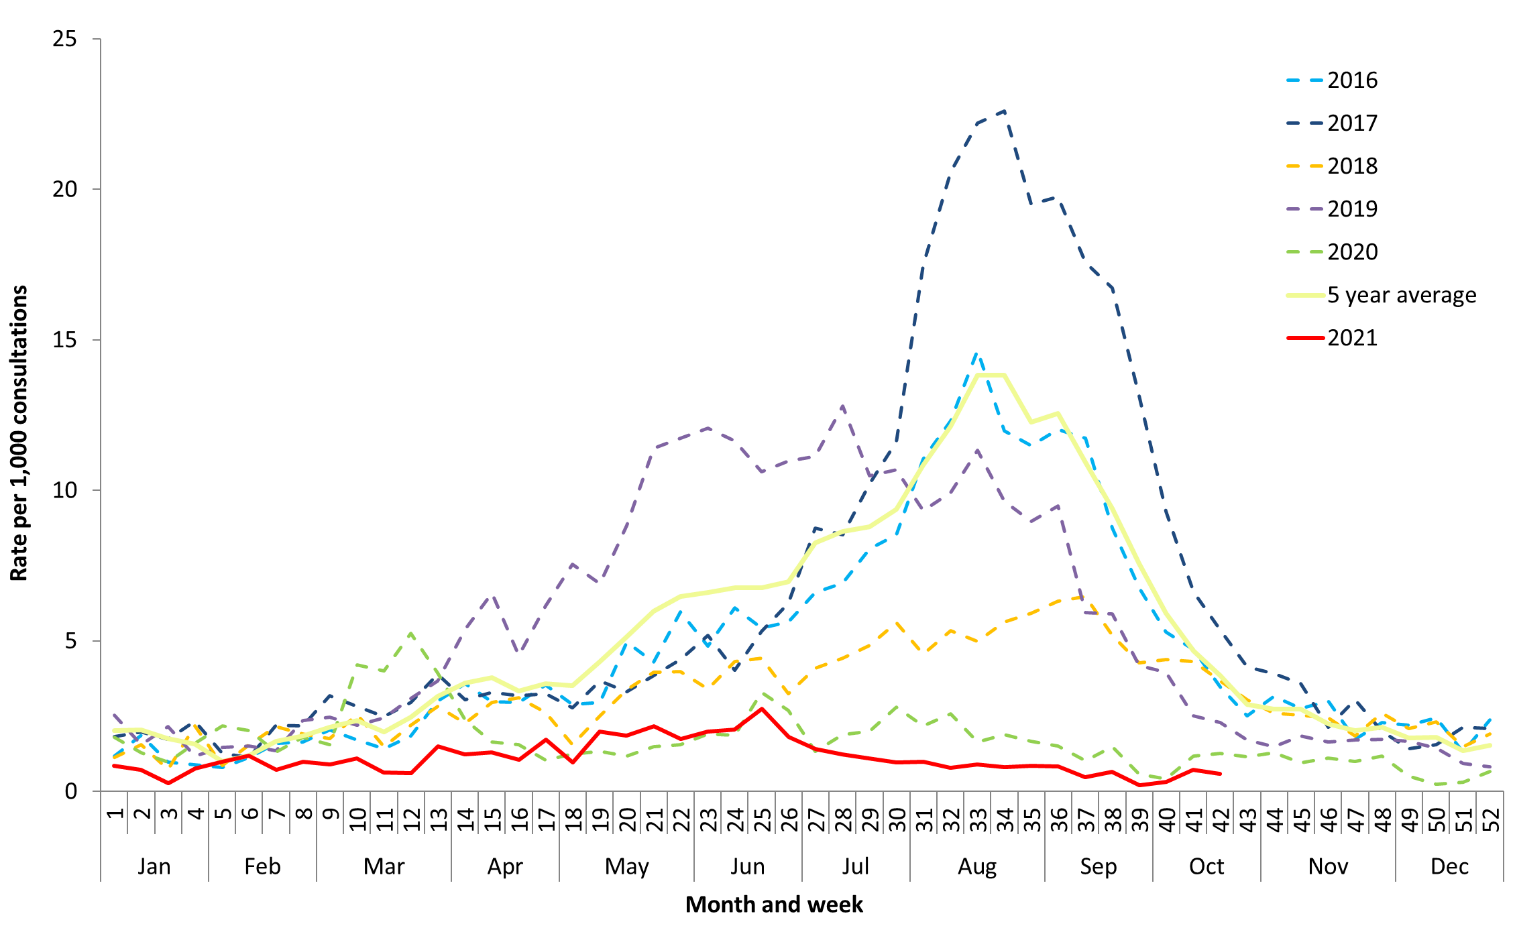 25
20
15
10
5
0
Rate per 1,000 consultations
2016
2017
2018
2019
2020
5 year average
2021
1 2 3 4 5 6 7 8 9 10 11 12 13 14 15 16 17 18 19 20 21 22 23 24 25 26 27 28 29 30 31 32 33 34 35 36 37 38 39 40 41 42 43 44 45 46 47 48 49 50 51 52
Jan Feb Mar Apr May Jun Jul Aug Sep Oct Nov Dec
Month and week